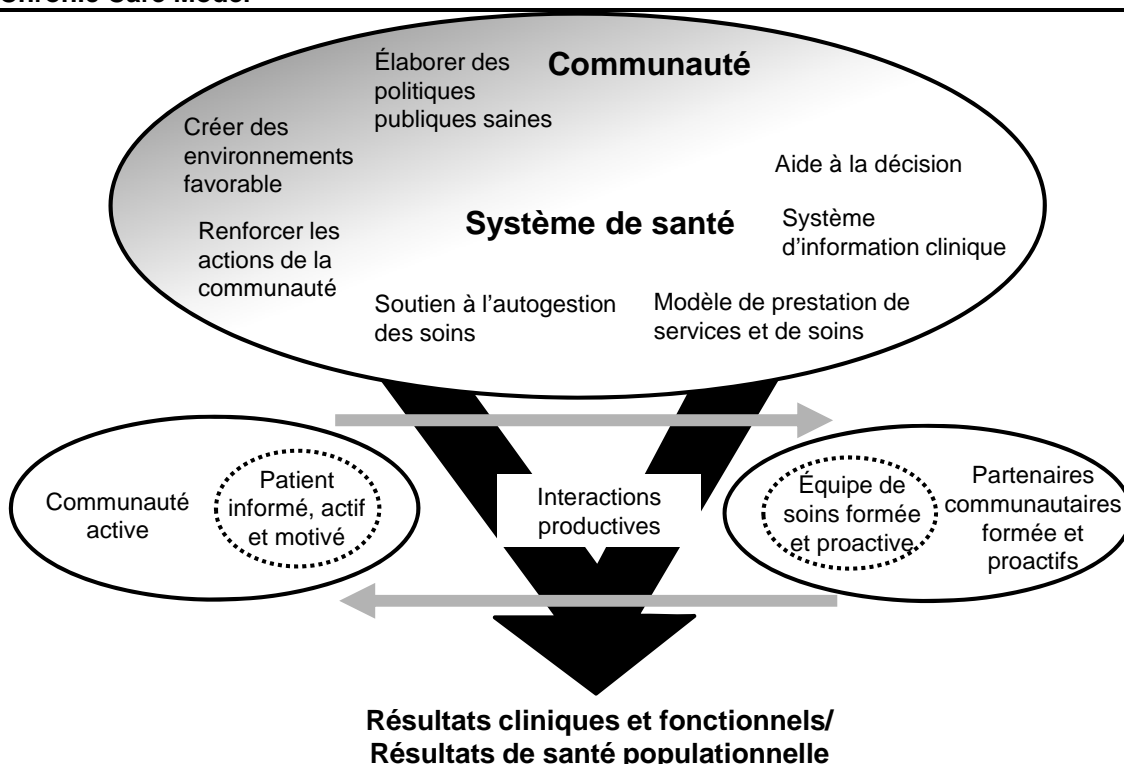 Chronic Care Model
Élaborer des
politiques
publiques saines
Communauté
Créer des
environnements
favorable
Aide à la décision
Renforcer les
actions de la
communauté
Système de santé
Système
d’information clinique
Soutien à l’autogestion
des soins
Modèle de prestation de
services et de soins
Communauté
active
Patient
informé, actif
et motivé
Interactions
productives
Équipe de
soins formée
et proactive
Partenaires
communautaires
formée et
proactifs
Résultats cliniques et fonctionnels/
Résultats de santé populationnelle